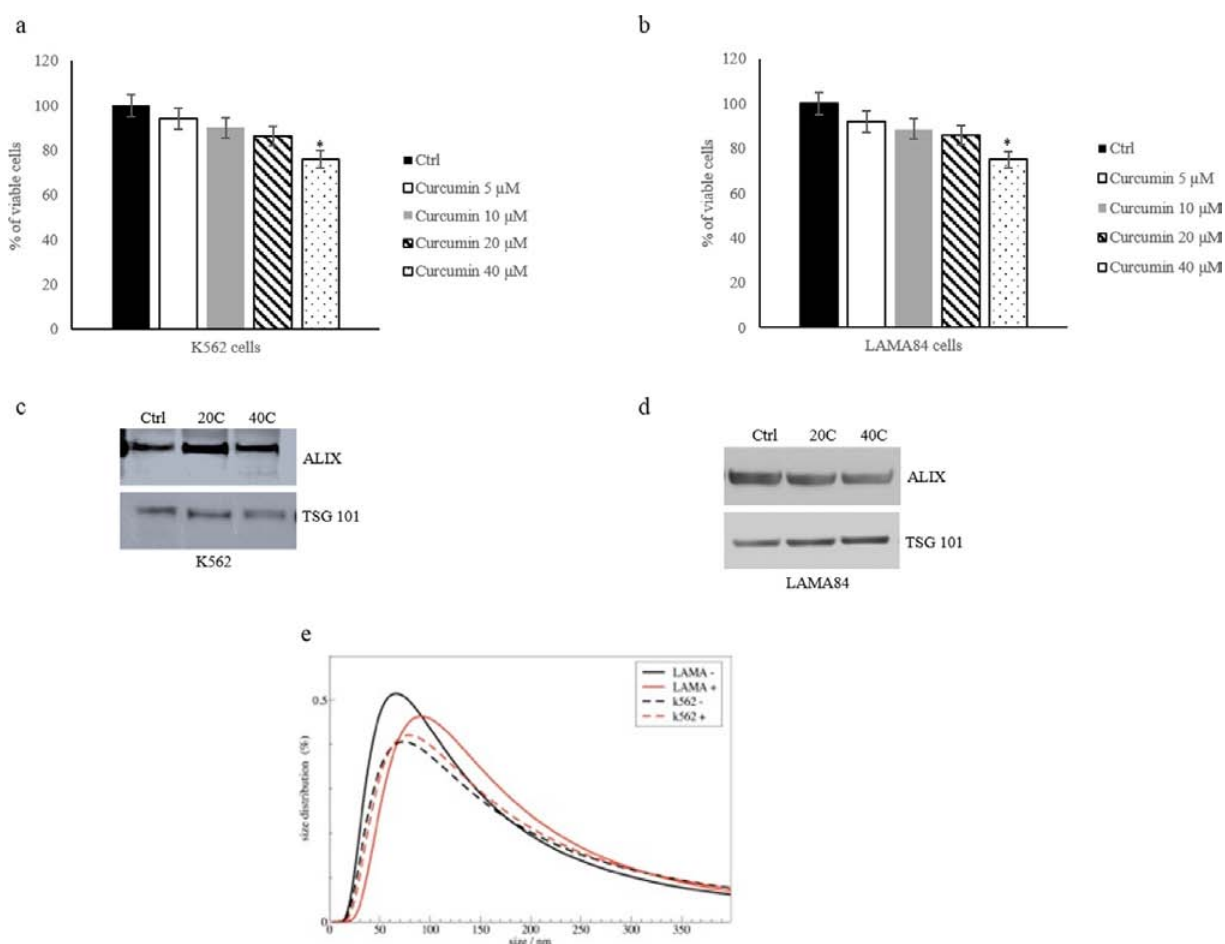 a
120
100
80
60
40
20
0
% of viable cells
*
K562 cells
Ctrl
Curcumin 5 µM
Curcumin 10 µM
Curcumin 20 µM
Curcumin 40 µM
b
120
100
80
60
40
20
0
% of viable cells
*
LAMA84 cells
Ctrl
Curcumin 5 µM
Curcumin 10 µM
Curcumin 20 µM
Curcumin 40 µM
c
Ctrl 20C 40C
ALIX
TSG 101
K562
d
Ctrl 20C 40C
ALIX
TSG 101
LAMA84
e
LAMA -
LAMA +
k562 -
k562 +
size distribution (%)
0.5
0
0 50 100 150 200 250 300 350
size / nm